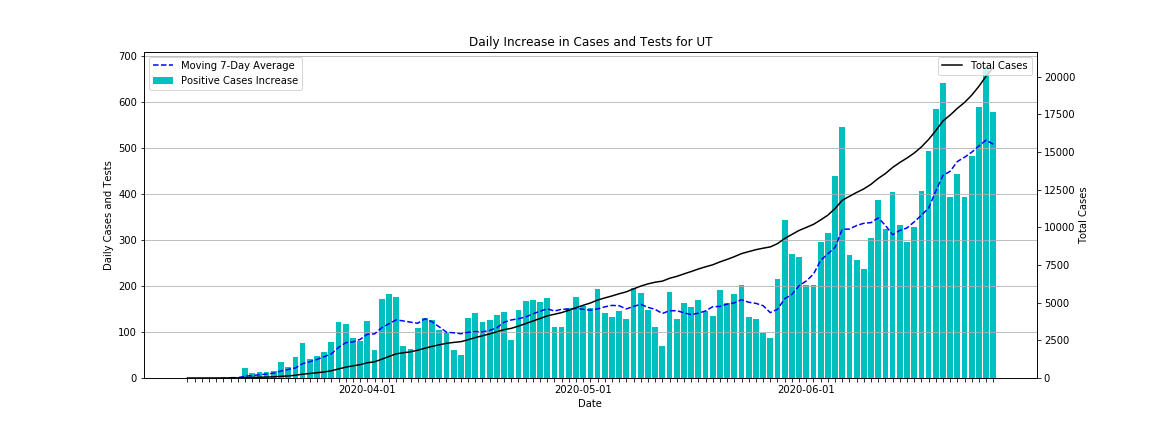 Daily Increase in Cases and Tests for UT
Moving 7-Day Average
Positive Cases Increase
Total Cases
700
600
500
400
300
200
100
0
Daily Cases and Tests
20000
17500
15000
12500
10000
7500
5000
2500
0
Total Cases
2020-04-01
2020-05-01
2020-06-01
Date